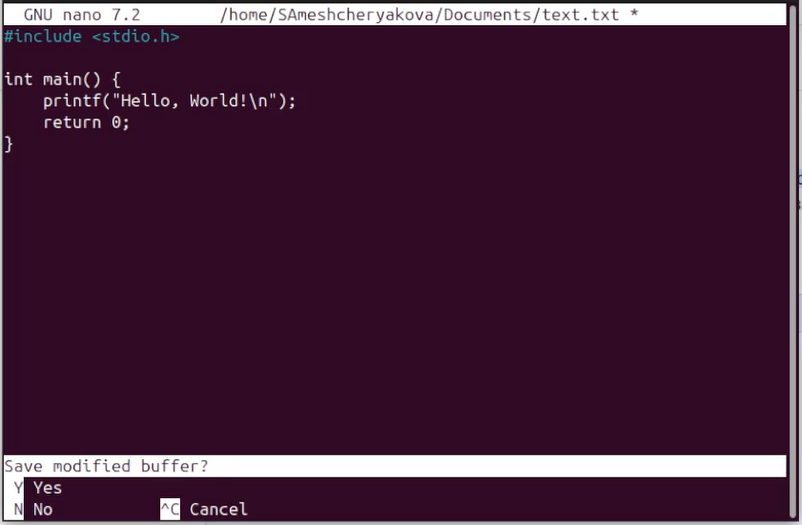 GNU nano 7.2 /home/SAmeshcheryakova/Documents/text.txt *
#include <stdio.h>
int main() {
    printf("Hello, World!\n");
    return 0;
}
Save modified buffer?
Y Yes
N No ^C Cancel